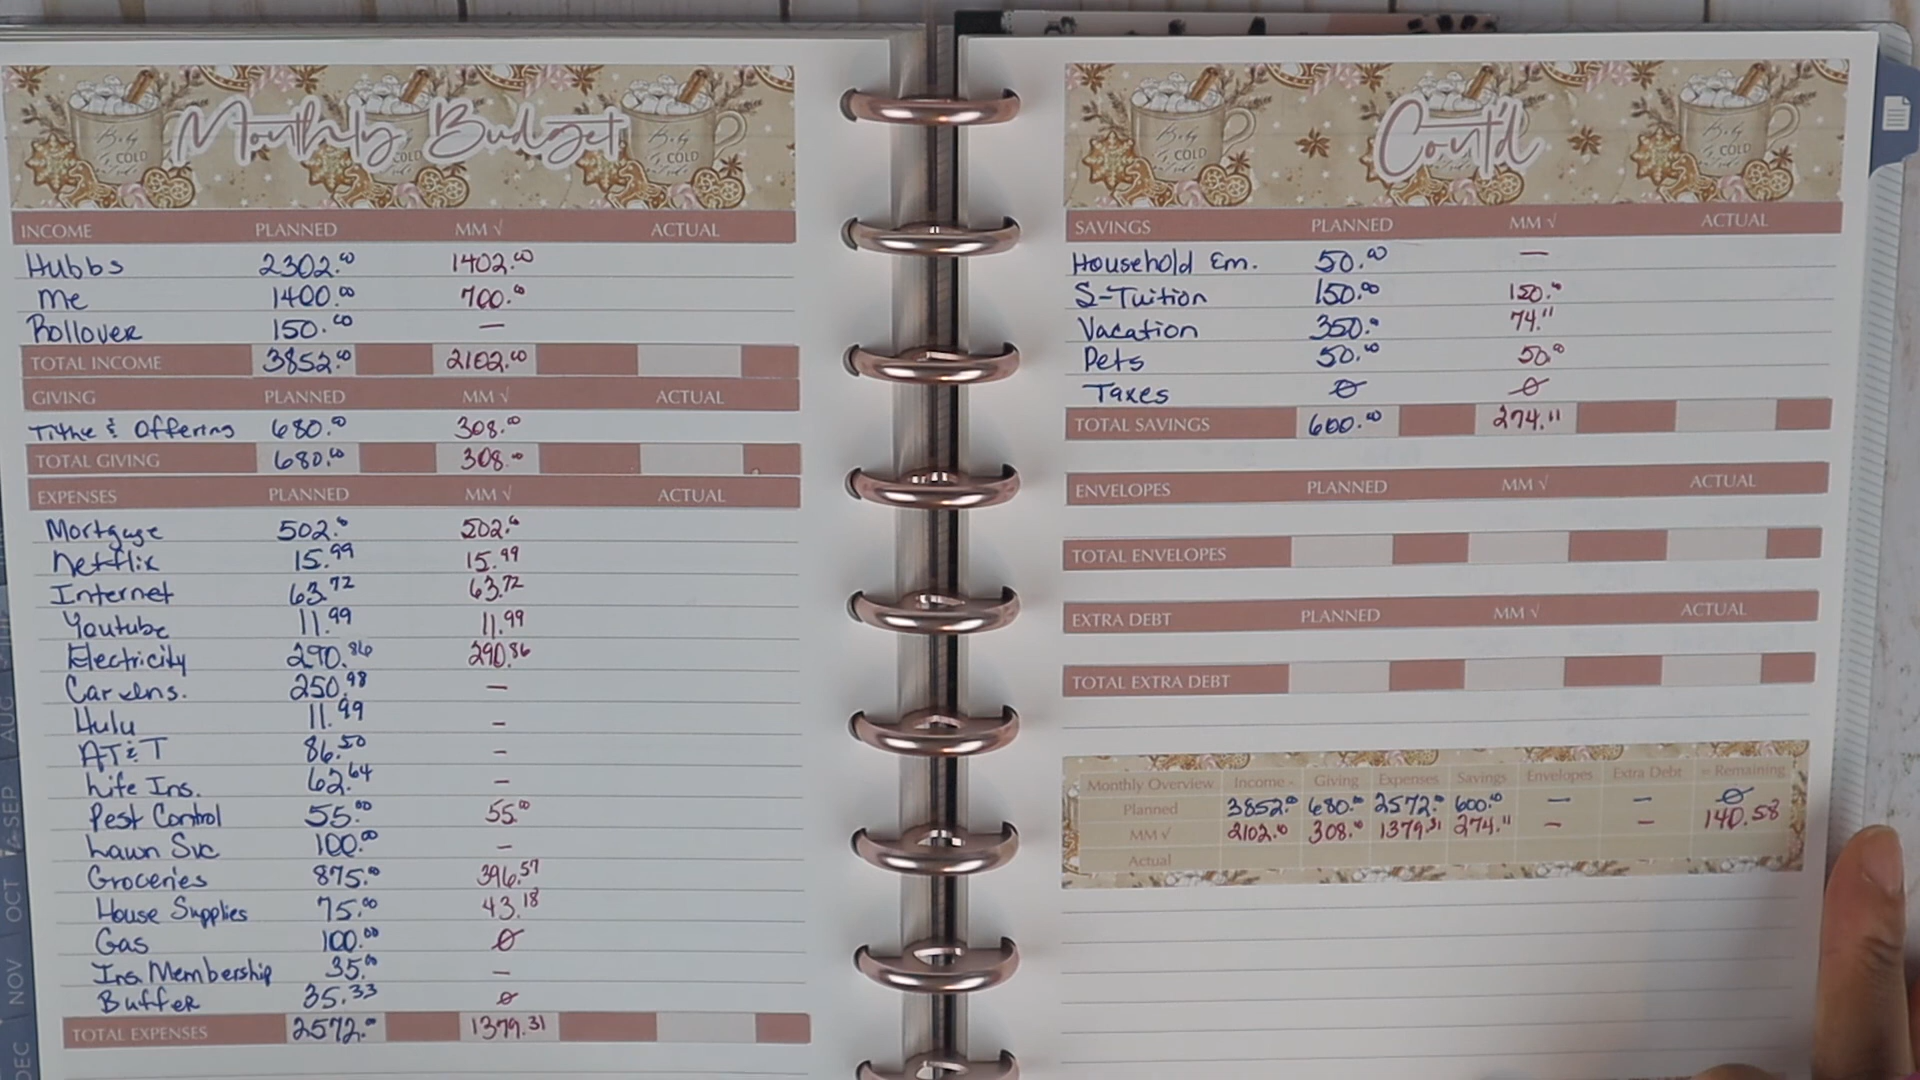 Monthly Budget
INCOME PLANNED MM √ ACTUAL
Hubbs 2302.00 1402.00
Me 1400.00 700.00
Rollover 150.00 —
TOTAL INCOME 3852.00 2102.00
GIVING PLANNED MM √ ACTUAL
Tithe & Offering 680.00 308.00
TOTAL GIVING 680.00 308.00
EXPENSES PLANNED MM √ ACTUAL
Mortgage 502.00 502.00
Netflix 15.99 15.99
Internet 63.72 63.72
Youtube 11.99 11.99
Electricity 290.86 290.86
Car Ins. 250.98 —
Hulu 11.99 —
AT&T 86.50 —
Life Ins. 62.64 —
Pest Control 55.00 55.00
Lawn Svc 100.00 —
Groceries 875.00 396.57
House Supplies 75.00 43.18
Gas 100.00 0
Ins. Membership 35.00 —
Buffer 35.33 0
TOTAL EXPENSES 2572.00 1379.31
Cont'd
SAVINGS PLANNED MM √ ACTUAL
Household Em. 50.00 —
S-Tuition 150.00 150.00
Vacation 350.00 74.11
Pets 50.00 50.00
Taxes 0 0
TOTAL SAVINGS 600.00 274.11
ENVELOPES PLANNED MM √ ACTUAL
TOTAL ENVELOPES
EXTRA DEBT PLANNED MM √ ACTUAL
TOTAL EXTRA DEBT
Monthly Overview Income - Giving Expenses Savings Envelopes Extra Debt = Remaining
Planned 3852.00 680.00 2572.00 600.00 — — 0
MM √ 2102.00 308.00 1379.31 274.11 — — 140.58
Actual
AUG
SEP
OCT
NOV
DEC